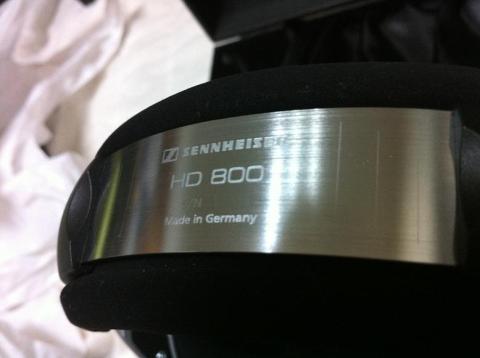 SENNHEISER
HD 800
S/N
Made in Germany